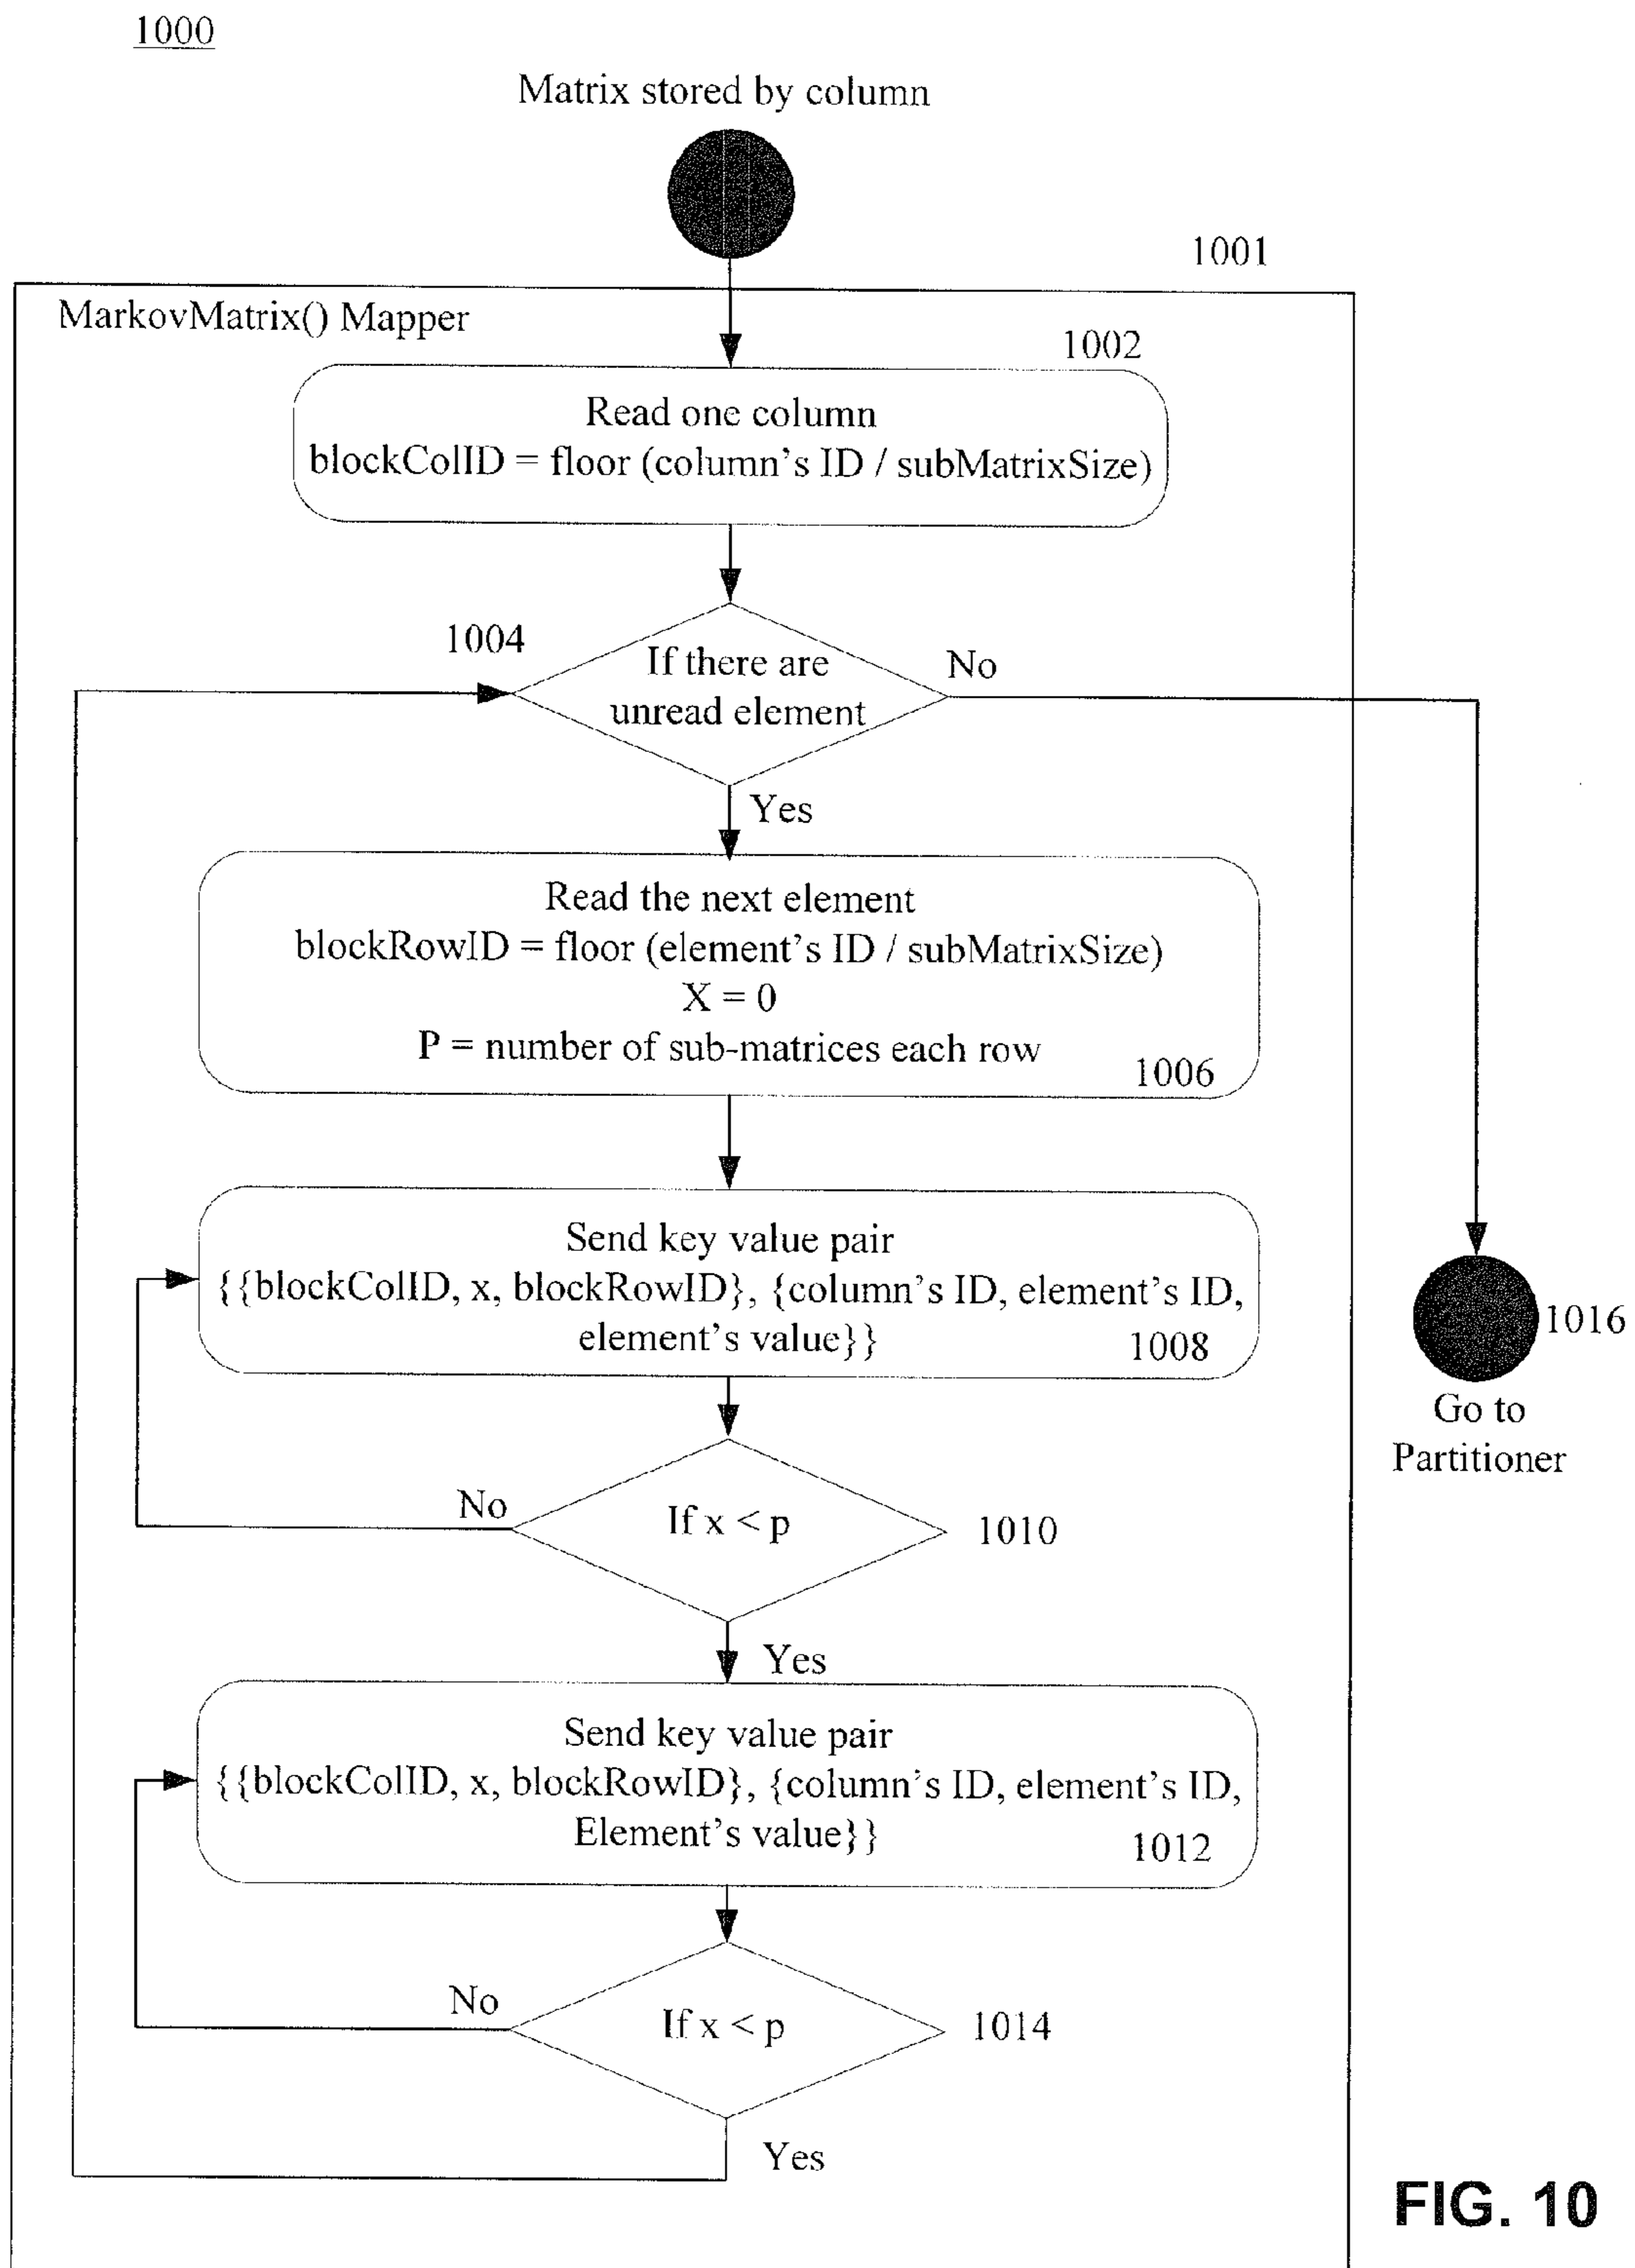 1000
Matrix stored by column
1001
MarkovMatrix() Mapper
1002
Read one column
blockColID = floor (column's ID / subMatrixSize)
1004
If there are
unread element
No
Yes
Read the next element
blockRowID = floor (element's ID / subMatrixSize)
X = 0
P = number of sub-matrices each row
1006
Send key value pair
{{blockColID, x, blockRowID}, {column's ID, element's ID,
element's value}}
1008
1016
Go to
Partitioner
No
If x < p
1010
Yes
Send key value pair
{{blockColID, x, blockRowID}, {column's ID, element's ID,
Element's value}}
1012
No
If x < p
1014
Yes
FIG. 10